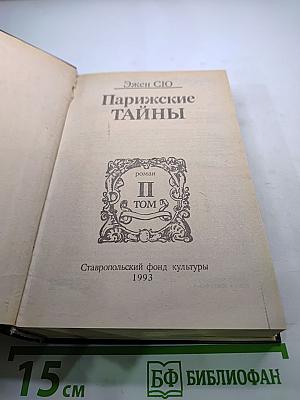 Эжен СЮ
Парижские
ТАЙНЫ
роман
II
ТОМ
Ставропольский фонд культуры
1993
15 см
БФ БИБЛИОФАН